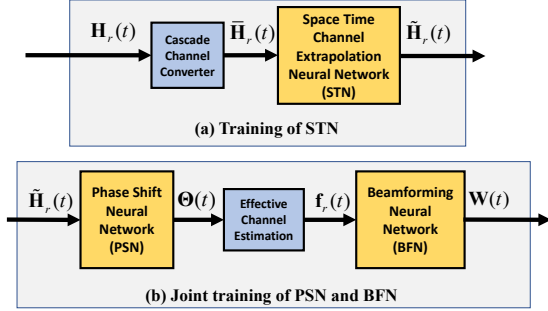 H_r(t)
Cascade
Channel
Converter
H̅_r(t)
Space Time
Channel
Extrapolation
Neural Network
(STN)
H̃_r(t)
(a) Training of STN
H̃_r(t)
Phase Shift
Neural
Network
(PSN)
Θ(t)
Effective
Channel
Estimation
f_r(t)
Beamforming
Neural
Network
(BFN)
W(t)
(b) Joint training of PSN and BFN